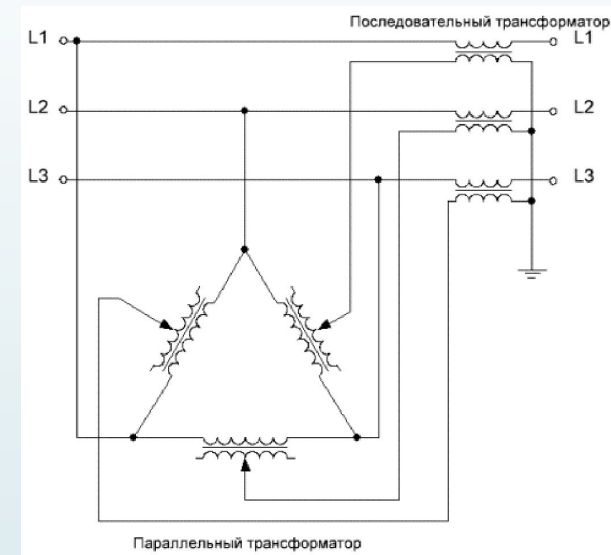 Последовательный трансформатор
L1 L1
L2 L2
L3 L3
Параллельный трансформатор